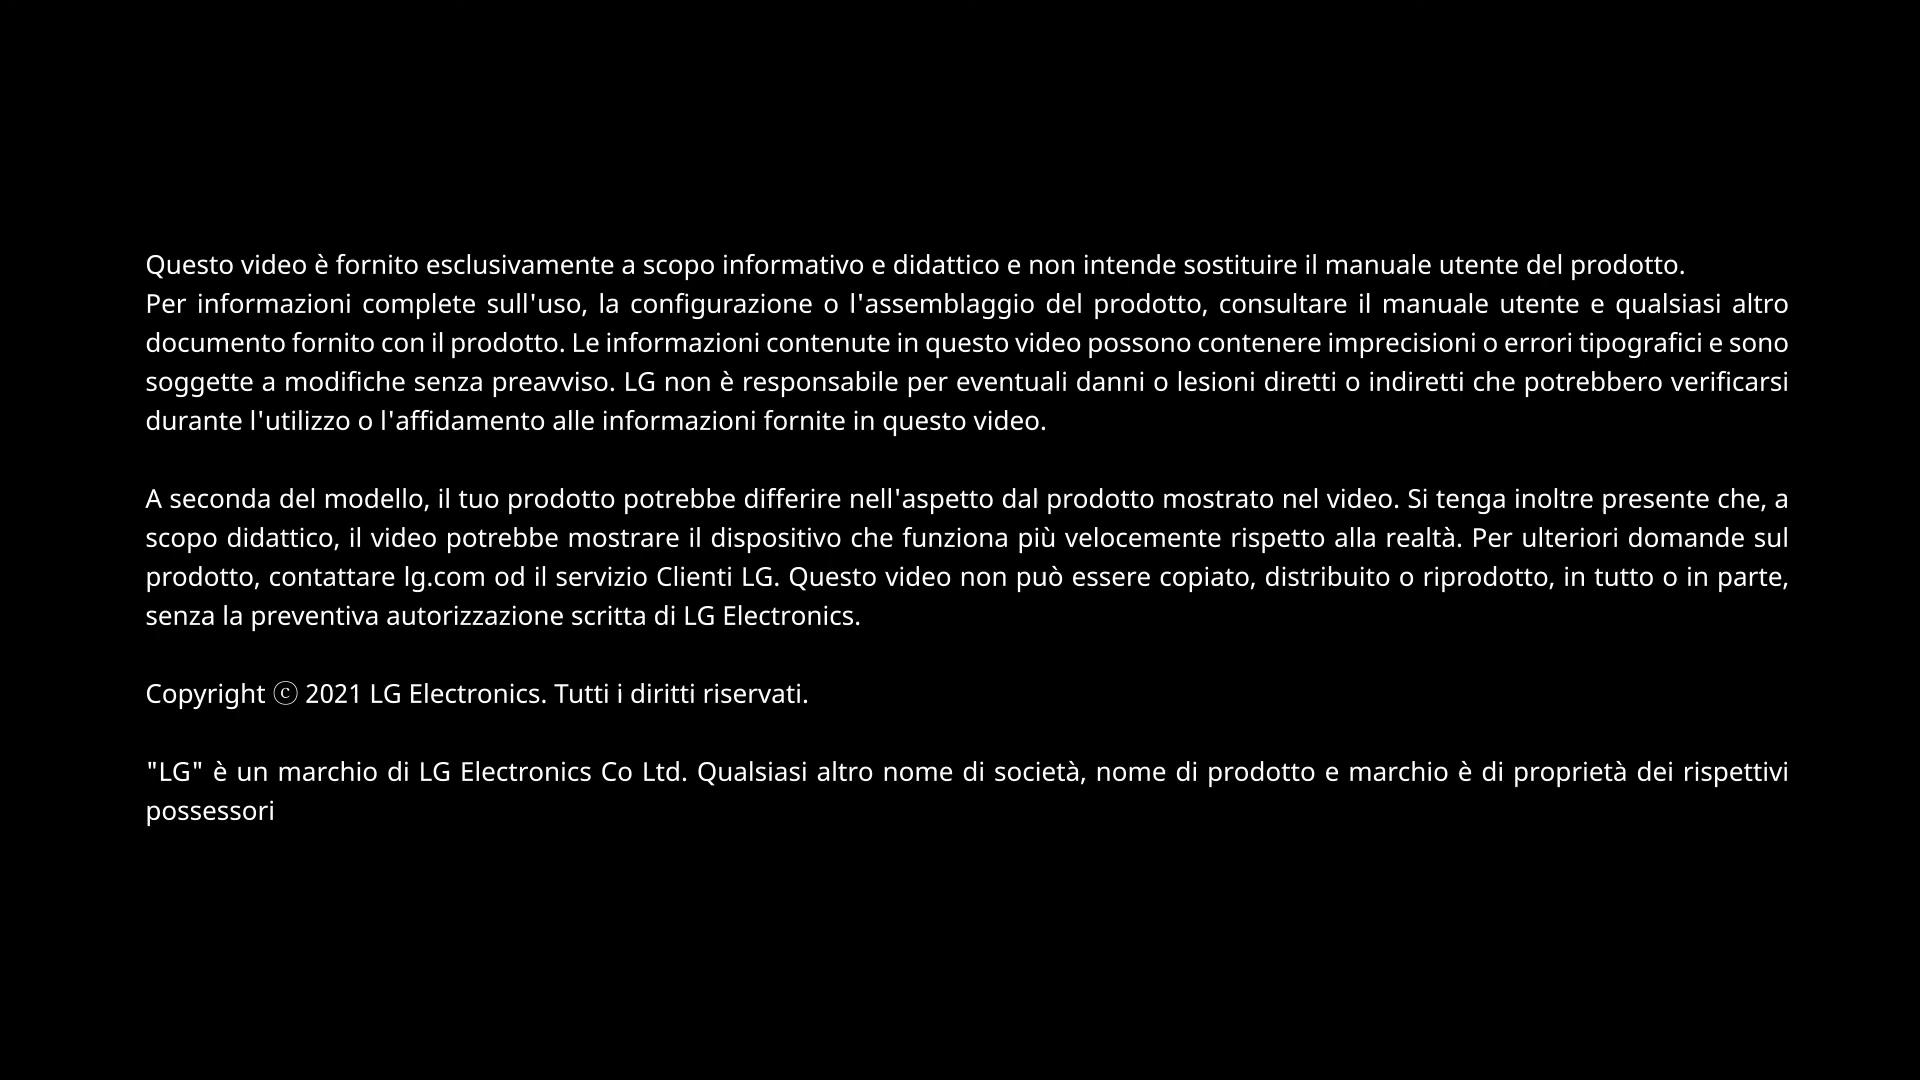 Questo video è fornito esclusivamente a scopo informativo e didattico e non intende sostituire il manuale utente del prodotto.
Per informazioni complete sull'uso, la configurazione o l'assemblaggio del prodotto, consultare il manuale utente e qualsiasi altro
documento fornito con il prodotto. Le informazioni contenute in questo video possono contenere imprecisioni o errori tipografici e sono
soggette a modifiche senza preavviso. LG non è responsabile per eventuali danni o lesioni diretti o indiretti che potrebbero verificarsi
durante l'utilizzo o l'affidamento alle informazioni fornite in questo video.
A seconda del modello, il tuo prodotto potrebbe differire nell'aspetto dal prodotto mostrato nel video. Si tenga inoltre presente che, a
scopo didattico, il video potrebbe mostrare il dispositivo che funziona più velocemente rispetto alla realtà. Per ulteriori domande sul
prodotto, contattare lg.com od il servizio Clienti LG. Questo video non può essere copiato, distribuito o riprodotto, in tutto o in parte,
senza la preventiva autorizzazione scritta di LG Electronics.
Copyright ⓒ 2021 LG Electronics. Tutti i diritti riservati.
"LG" è un marchio di LG Electronics Co Ltd. Qualsiasi altro nome di società, nome di prodotto e marchio è di proprietà dei rispettivi
possessori